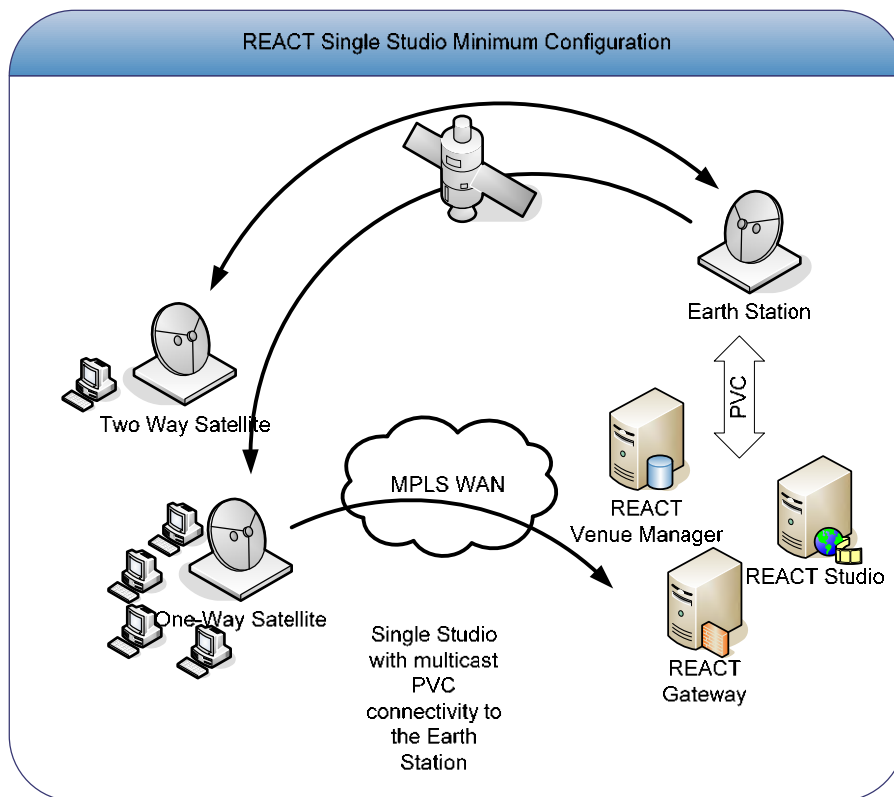 REACT Single Studio Minimum Configuration
Earth Station
PVC
Two Way Satellite
MPLS WAN
REACT
Venue Manager
REACT Studio
One-Way Satellite
REACT
Gateway
Single Studio
with multicast
PVC
connectivity to
the Earth
Station